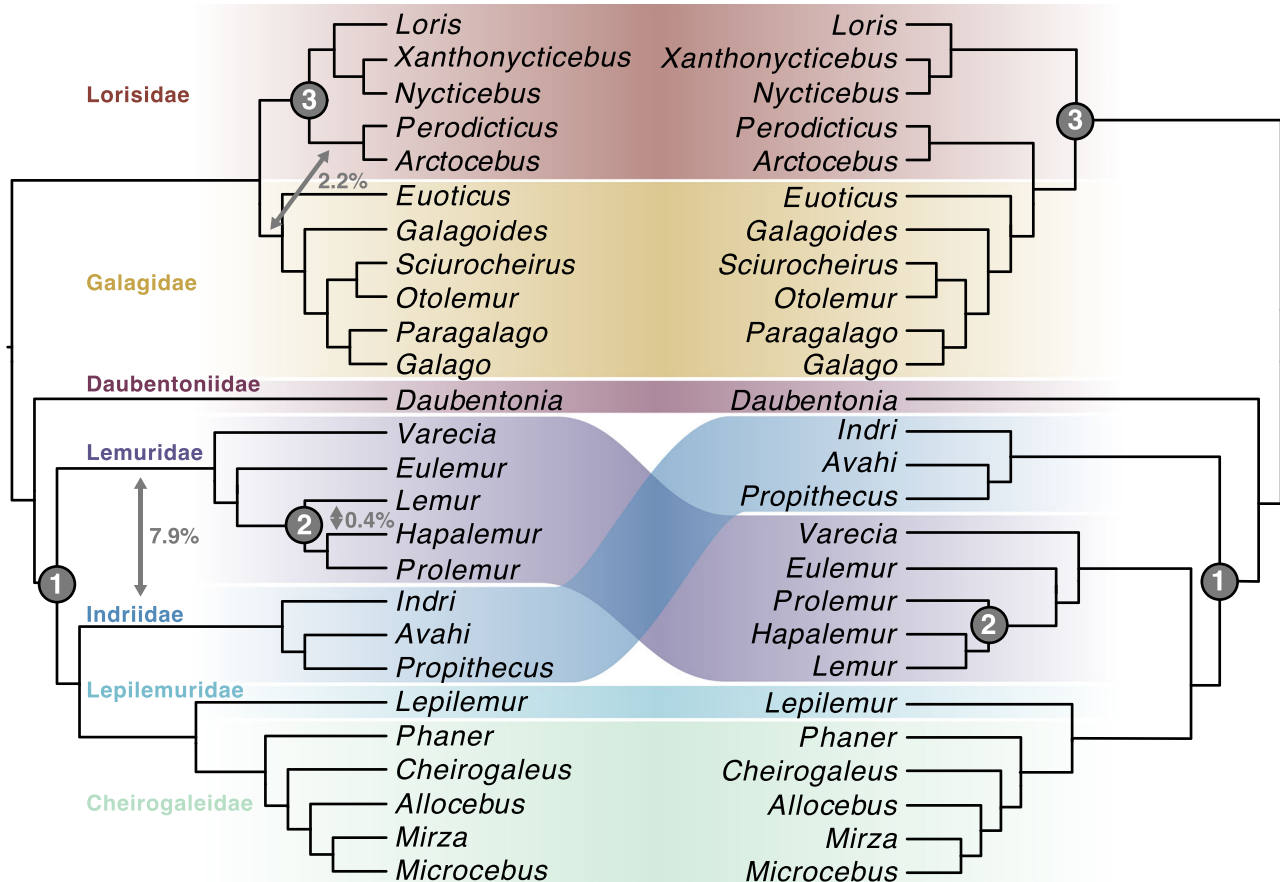 Loris Loris
Xanthonycticebus Xanthonycticebus
Lorisidae Nycticebus Nycticebus
3 3
Perodicticus Perodicticus
Arctocebus Arctocebus
2.2%
Euoticus Euoticus
Galagoides Galagoides
Sciurocheirus Sciurocheirus
Galagidae
Otolemur Otolemur
Paragalago Paragalago
Galago Galago
Daubentoniidae
Daubentonia Daubentonia
Varecia Indri
Lemuridae
Eulemur Avahi
Lemur Propithecus
2 0.4%
7.9% Hapalemur Varecia
Prolemur Eulemur
1 1
Indri Prolemur
Indriidae
2
Avahi Hapalemur
Propithecus Lemur
Lepilemuridae
Lepilemur Lepilemur
Phaner Phaner
Cheirogaleus Cheirogaleus
Cheirogaleidae Allocebus Allocebus
Mirza Mirza
Microcebus Microcebus